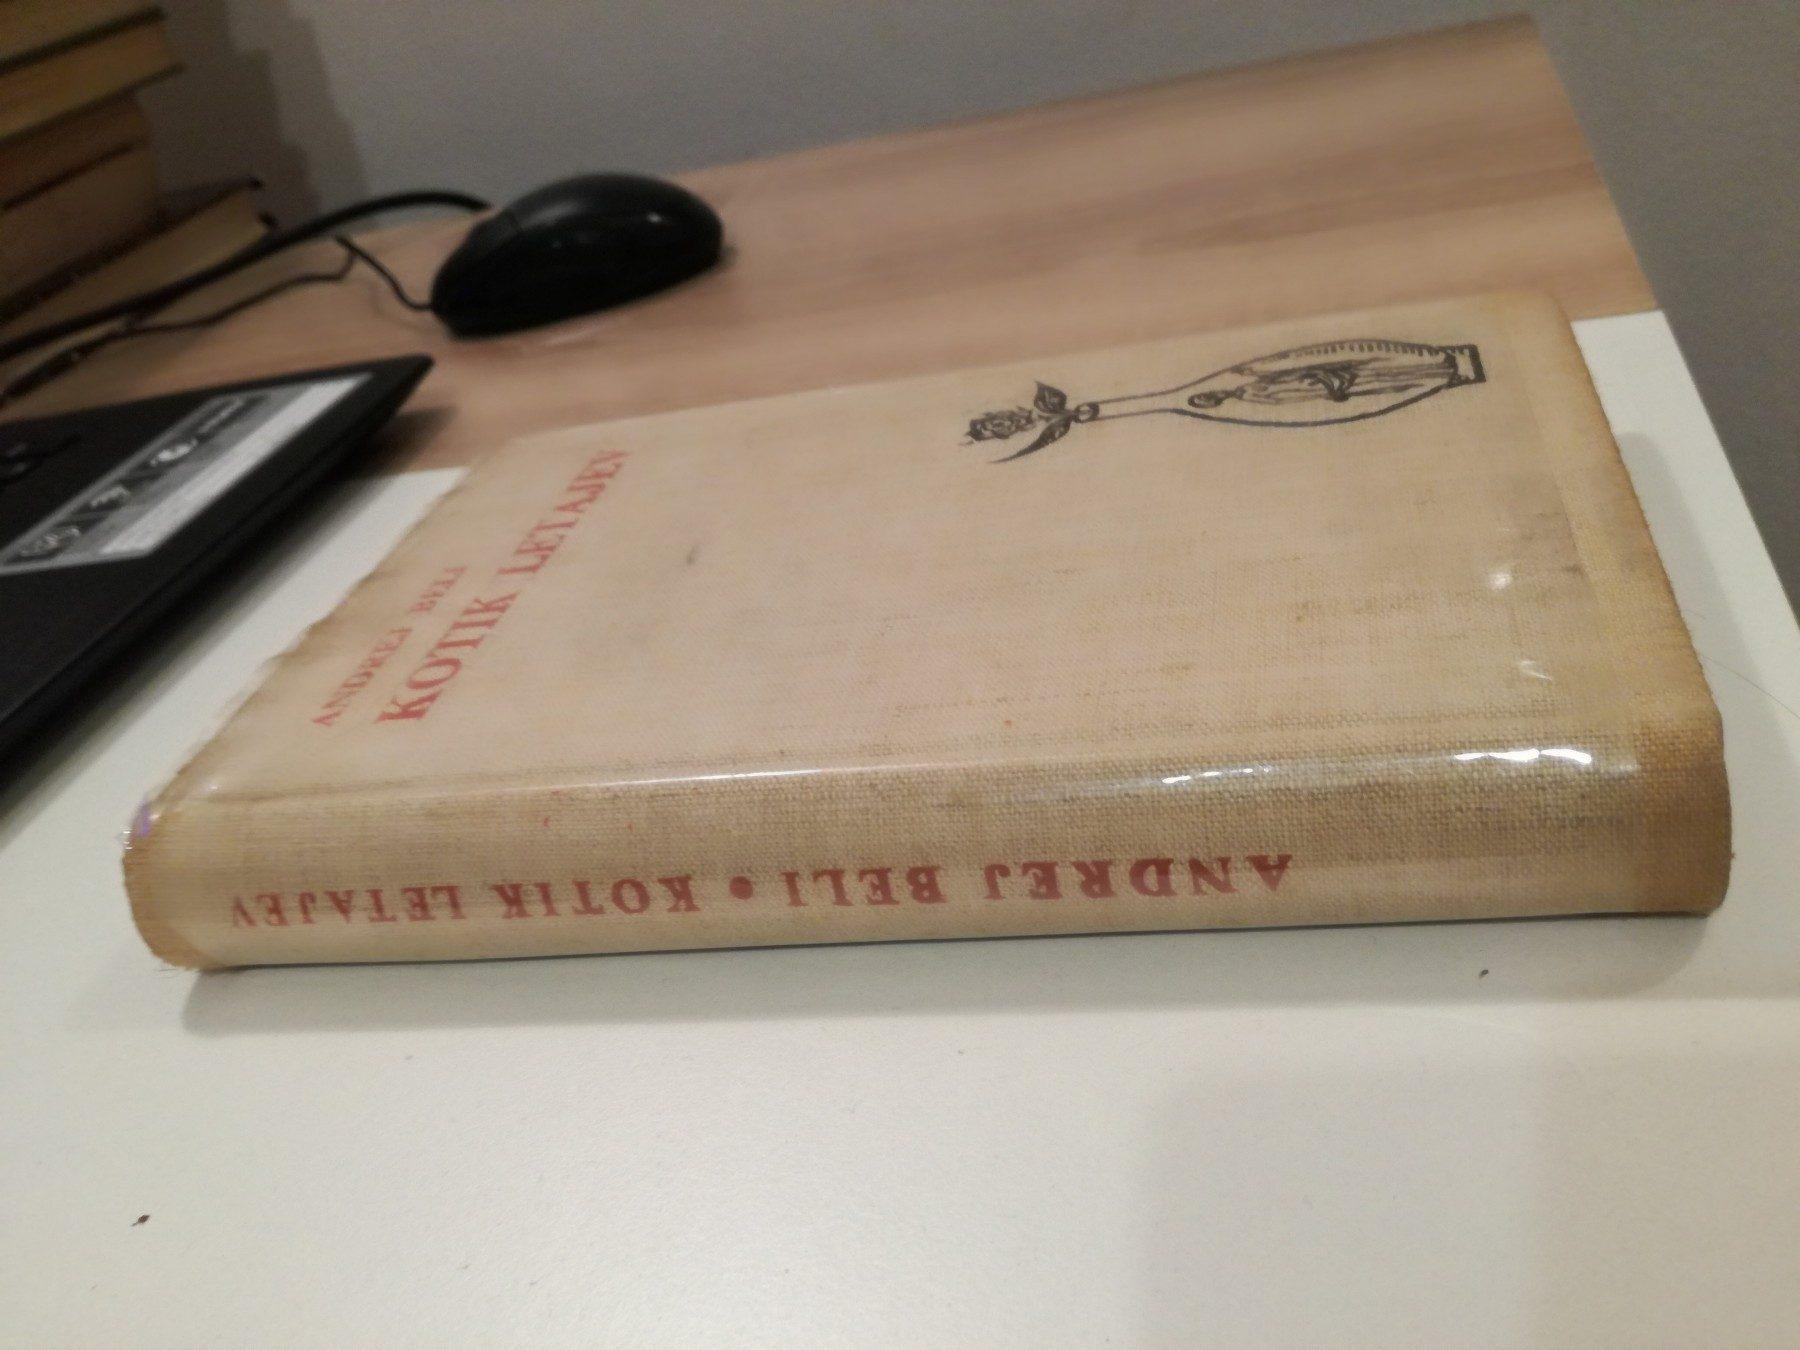 ANDREJ BELI
KOTIK LETAJEV
ANDREJ BELI • KOTIK LETAJEV